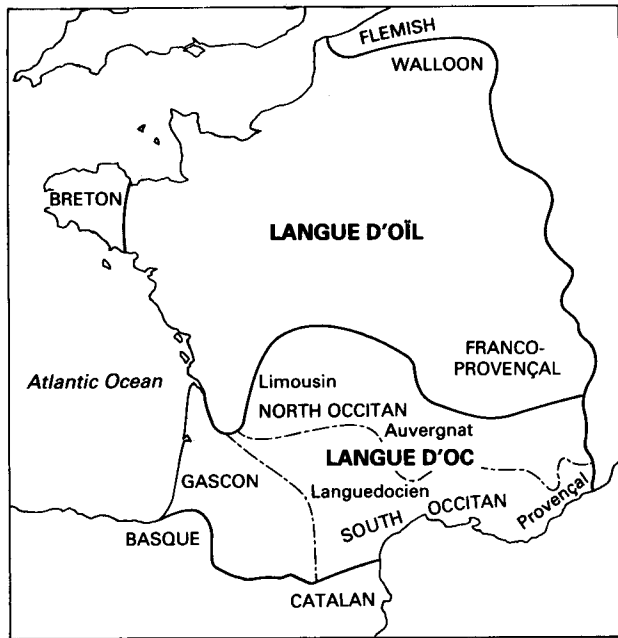 FLEMISH
WALLOON
BRETON
LANGUE D'OÏL
FRANCO-
PROVENÇAL
Atlantic Ocean
Limousin
NORTH OCCITAN
Auvergnat
LANGUE D'OC
GASCON
Languedocien
Provençal
SOUTH OCCITAN
BASQUE
CATALAN